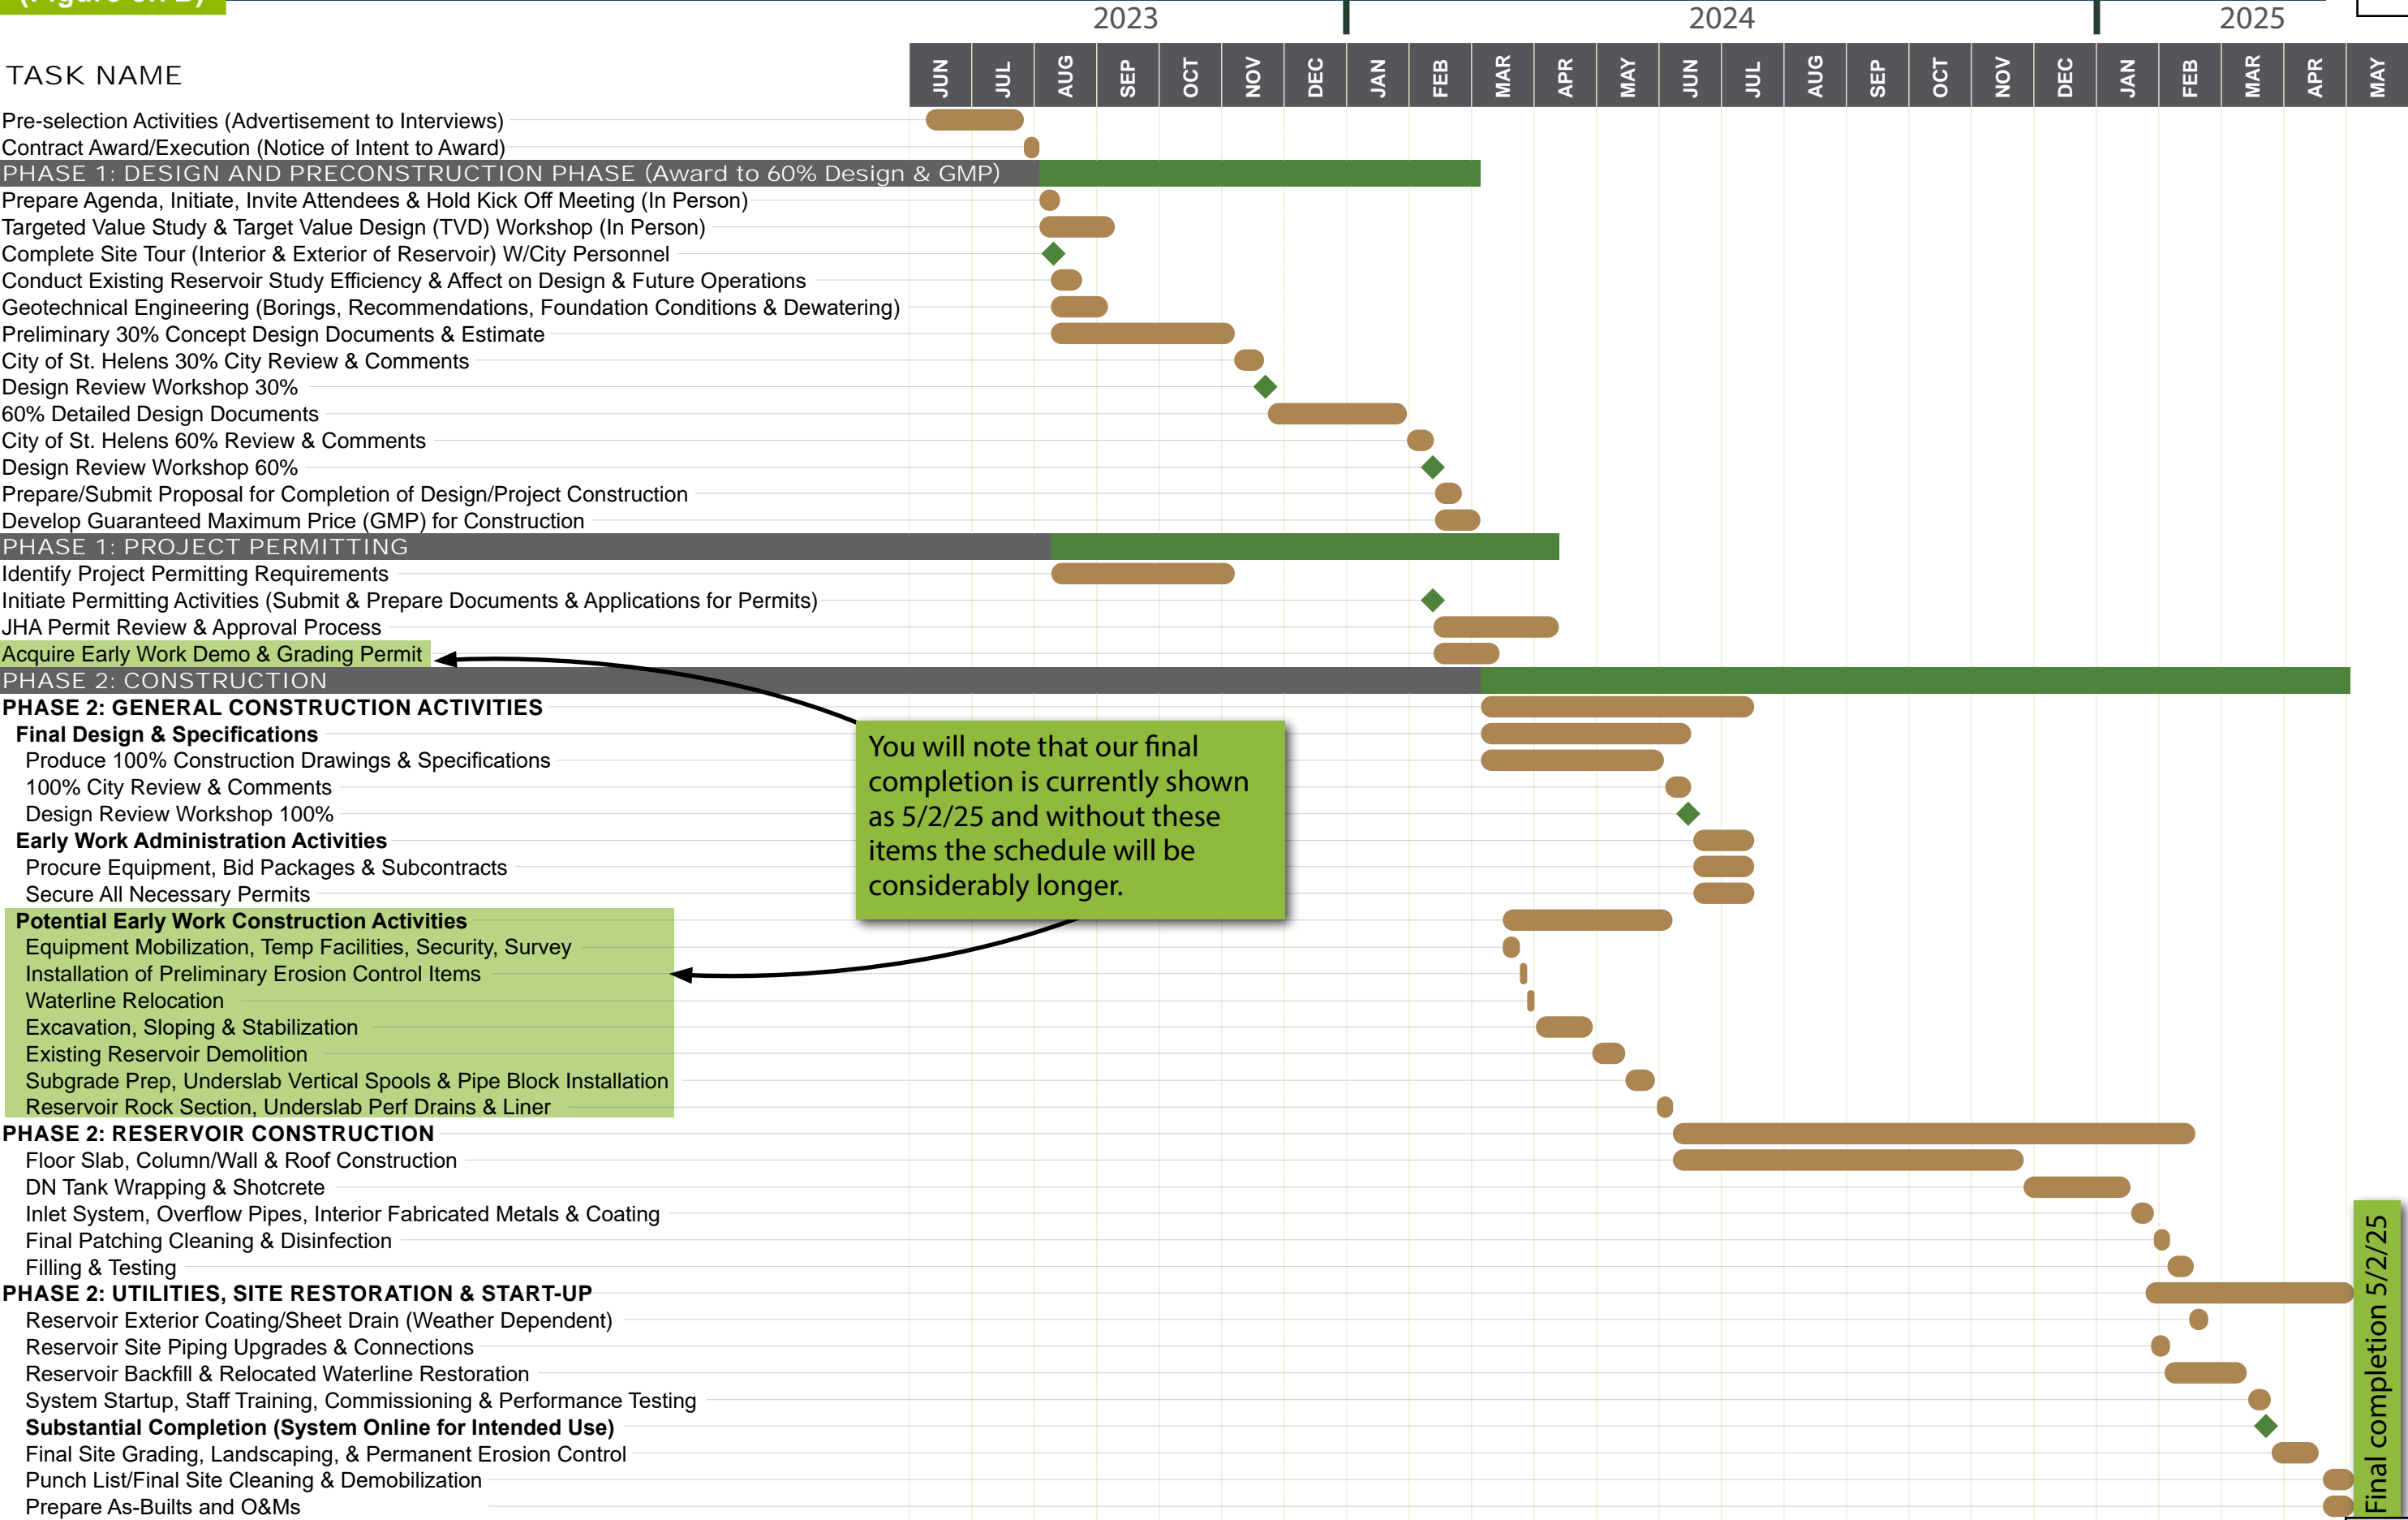 2023 2024 2025
TASK NAME JUN JUL AUG SEP OCT NOV DEC JAN FEB MAR APR MAY JUN JUL AUG SEP OCT NOV DEC JAN FEB MAR APR MAY
Pre-selection Activities (Advertisement to Interviews)
Contract Award/Execution (Notice of Intent to Award)
PHASE 1: DESIGN AND PRECONSTRUCTION PHASE (Award to 60% Design & GMP)
Prepare Agenda, Initiate, Invite Attendees & Hold Kick Off Meeting (In Person)
Targeted Value Study & Target Value Design (TVD) Workshop (In Person)
Complete Site Tour (Interior & Exterior of Reservoir) W/City Personnel
Conduct Existing Reservoir Study Efficiency & Affect on Design & Future Operations
Geotechnical Engineering (Borings, Recommendations, Foundation Conditions & Dewatering)
Preliminary 30% Concept Design Documents & Estimate
City of St. Helens 30% City Review & Comments
Design Review Workshop 30%
60% Detailed Design Documents
City of St. Helens 60% Review & Comments
Design Review Workshop 60%
Prepare/Submit Proposal for Completion of Design/Project Construction
Develop Guaranteed Maximum Price (GMP) for Construction
PHASE 1: PROJECT PERMITTING
Identify Project Permitting Requirements
Initiate Permitting Activities (Submit & Prepare Documents & Applications for Permits)
JHA Permit Review & Approval Process
Acquire Early Work Demo & Grading Permit
PHASE 2: CONSTRUCTION
PHASE 2: GENERAL CONSTRUCTION ACTIVITIES
Final Design & Specifications
Produce 100% Construction Drawings & Specifications
100% City Review & Comments
Design Review Workshop 100%
Early Work Administration Activities
Procure Equipment, Bid Packages & Subcontracts
Secure All Necessary Permits
You will note that our final
completion is currently shown
as 5/2/25 and without these
items the schedule will be
considerably longer.
Potential Early Work Construction Activities
Equipment Mobilization, Temp Facilities, Security, Survey
Installation of Preliminary Erosion Control Items
Waterline Relocation
Excavation, Sloping & Stabilization
Existing Reservoir Demolition
Subgrade Prep, Underslab Vertical Spools & Pipe Block Installation
Reservoir Rock Section, Underslab Perf Drains & Liner
PHASE 2: RESERVOIR CONSTRUCTION
Floor Slab, Column/Wall & Roof Construction
DN Tank Wrapping & Shotcrete
Inlet System, Overflow Pipes, Interior Fabricated Metals & Coating
Final Patching Cleaning & Disinfection
Filling & Testing
PHASE 2: UTILITIES, SITE RESTORATION & START-UP
Reservoir Exterior Coating/Sheet Drain (Weather Dependent)
Reservoir Site Piping Upgrades & Connections
Reservoir Backfill & Relocated Waterline Restoration
System Startup, Staff Training, Commissioning & Performance Testing
Substantial Completion (System Online for Intended Use)
Final Site Grading, Landscaping, & Permanent Erosion Control
Punch List/Final Site Cleaning & Demobilization
Prepare As-Builts and O&Ms
Final completion 5/2/25